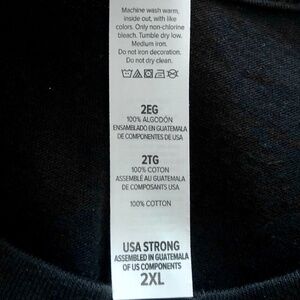 Machine wash warm,
inside out, with like
colors. Only non-chlorine
bleach. Tumble dry low.
Medium iron.
Do not iron decoration.
Do not dry clean.
2EG
100% ALGODÓN
ENSAMBLADO EN GUATEMALA
DE COMPONENTES DE USA
2TG
100% COTON
ASSEMBLÉ AU GUATEMALA
DE COMPOSANTS USA
100% COTTON
USA STRONG
ASSEMBLED IN GUATEMALA
OF US COMPONENTS
2XL